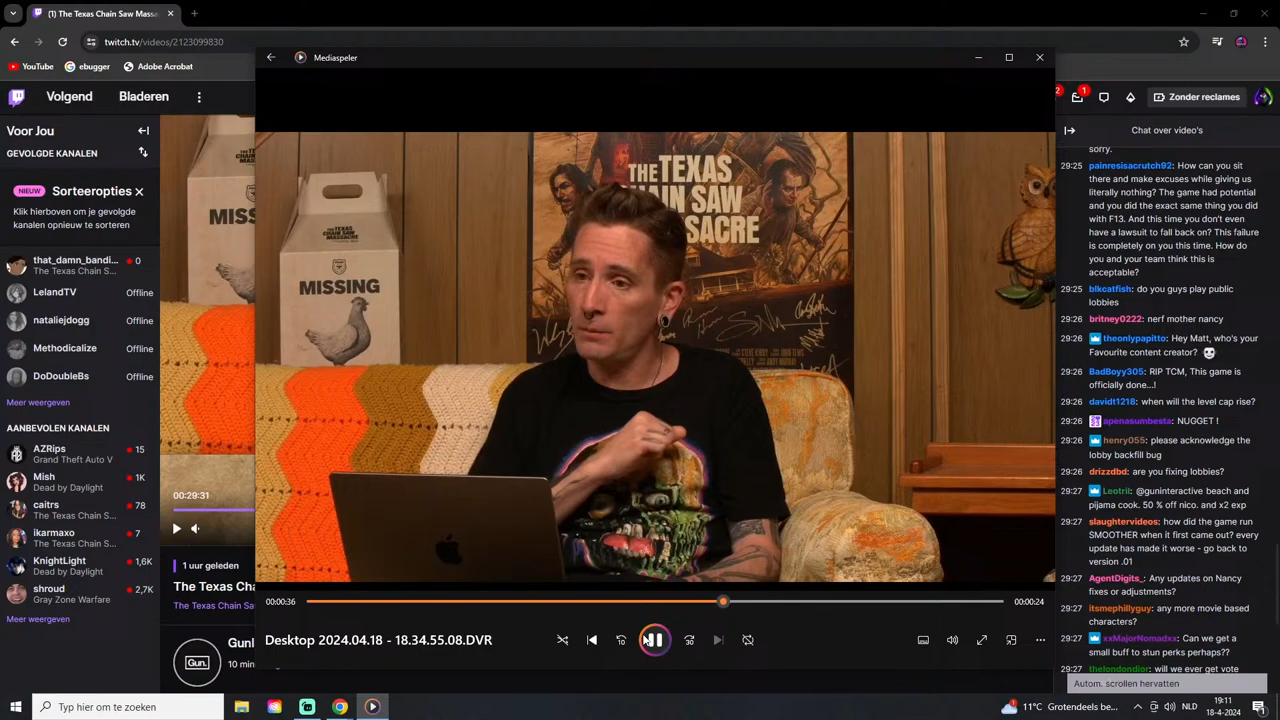 (1) The Texas Chain Saw Massa
twitch.tv/videos/2123099830
YouTube
ebugger
Adobe Acrobat
Mediaspeler
Volgend
Bladeren
2
1
Zonder reclames
Voor Jou
GEVOLGDE KANALEN
NIEUW
Sorteeropties
Klik hierboven om je gevolgde
kanalen opnieuw te sorteren
that_damn_bandi...
0
The Texas Chain S...
LelandTV
Offline
nataliejdogg
Offline
Methodicalize
Offline
DoDoubleBs
Offline
Meer weergeven
AANBEVOLEN KANALEN
AZRips
15
Grand Theft Auto V
Mish
1K
Dead by Daylight
caitrs
78
Dead by Daylight
ikarmaxo
7
Dead by Daylight
KnightLight
1,6K
Dead by Daylight
shroud
2,7K
Gray Zone Warfare
Meer weergeven
MISS
00:29:31
1 uur geleden
The Texas Chain
The Texas Chain Sa
Gun.
Gunl
10 min
THE TEXAS
CHAIN SAW
MASSACRE
MISSING
THE TEXAS
CHAIN SAW
MASSACRE
00:00:36
00:00:24
Desktop 2024.04.18 - 18.34.55.08.DVR
10
30
Chat over video's
sorry.
29:25 painresisacrutch92: How can you sit
there and make excuses while giving us
literally nothing? The game had potential
and you did the exact same thing you did
with F13. And this time you don't even
have a lawsuit to fall back on? This failure
is completely on you this time. How do
you and your team think this is
acceptable?
29:25 blkcatfish: do you guys play public
lobbies
29:26 britney0222: nerf mother nancy
29:26 theonlypapitto: Hey Matt, who's your
Favourite content creator?
29:26 BadBoyy305: RIP TCM, This game is
officially done...!
29:26 davidt1218: when will the level cap rise?
29:26 apenasumbesta: NUGGET !
29:26 henry055: please acknowledge the
lobby backfill bug
29:26 drizzdbd: are you fixing lobbies?
29:27 Leotrii: @guninteractive beach and
pijama cook. 50 % off nico. and x2 exp
29:27 slaughtervideos: how did the game run
SMOOTHER when it first came out? every
update has made it worse - go back to
version .01
29:27 AgentDigits_: Any updates on Nancy
fixes or adjustments?
29:27 itsmephillyguy: any more movie based
characters?
29:27 xxMajorNomadxx: Can we get a
small buff to stun perks perhaps??
29:27 thelondondior: will we ever get vote
Autom. scrollen hervatten
Typ hier om te zoeken
11°C Grotendeels be...
NLD
19:11
18-4-2024